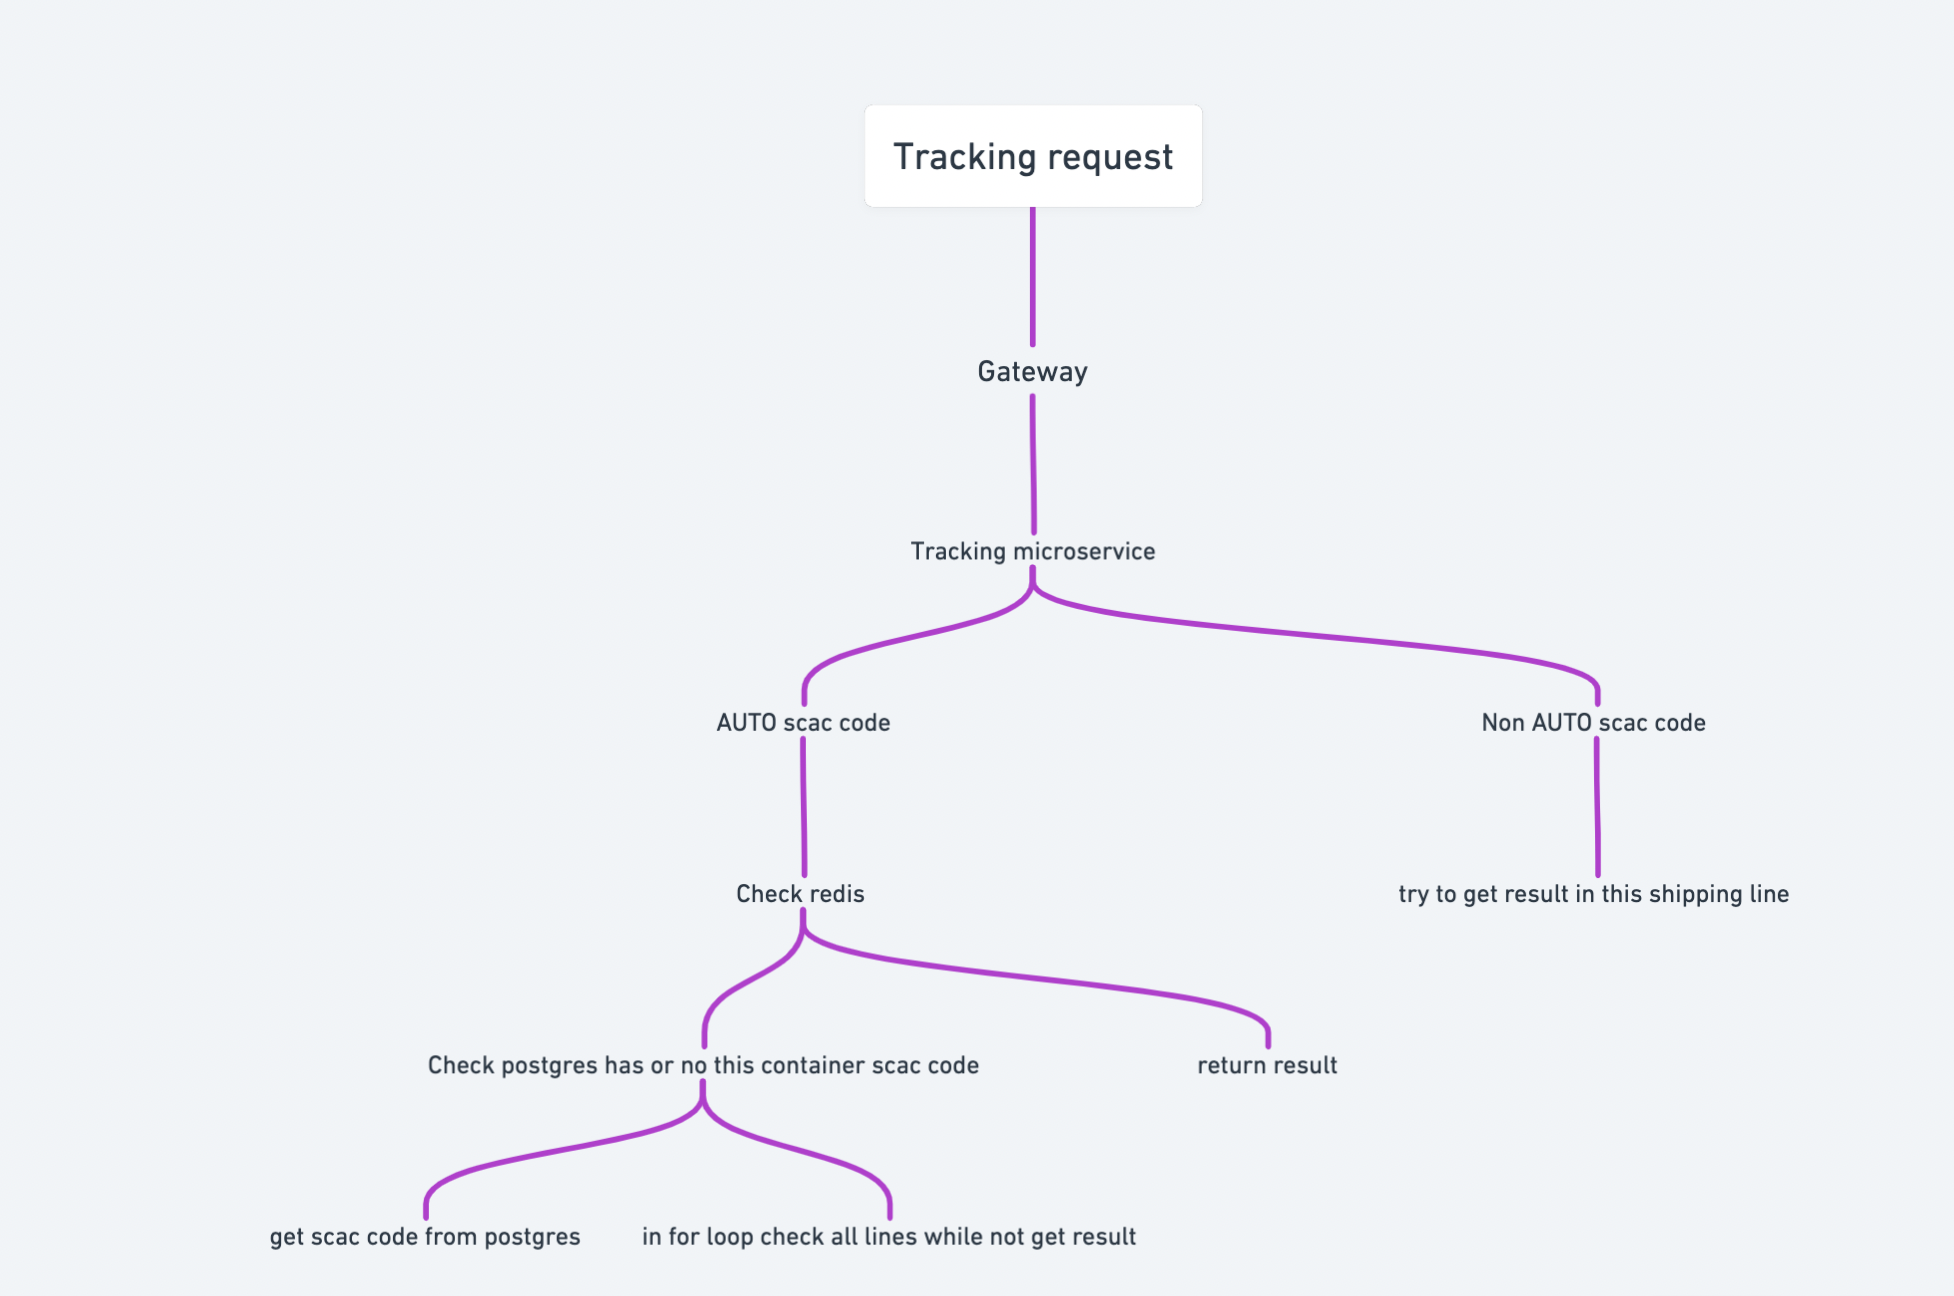 Tracking request
Gateway
Tracking microservice
AUTO scac code
Non AUTO scac code
Check redis
try to get result in this shipping line
Check postgres has or no this container scac code
return result
get scac code from postgres
in for loop check all lines while not get result